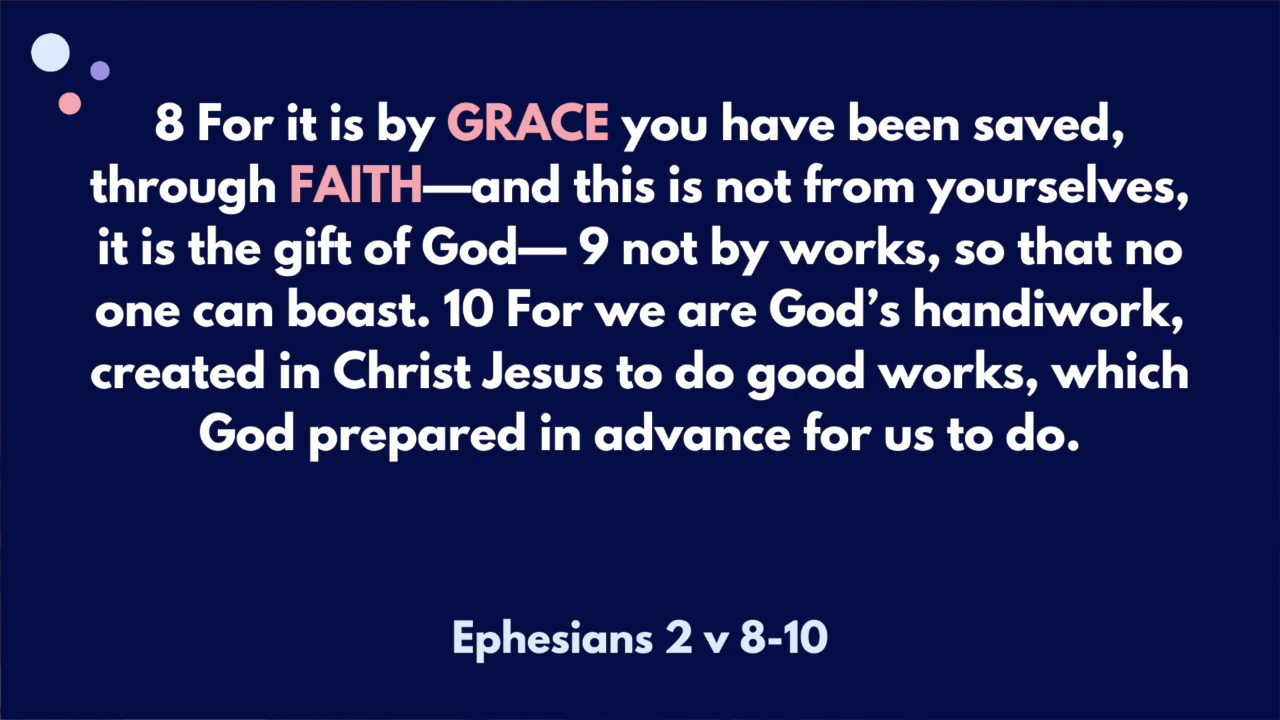 8 For it is by GRACE you have been saved,
through FAITH—and this is not from yourselves,
it is the gift of God— 9 not by works, so that no
one can boast. 10 For we are God’s handiwork,
created in Christ Jesus to do good works, which
God prepared in advance for us to do.
Ephesians 2 v 8-10